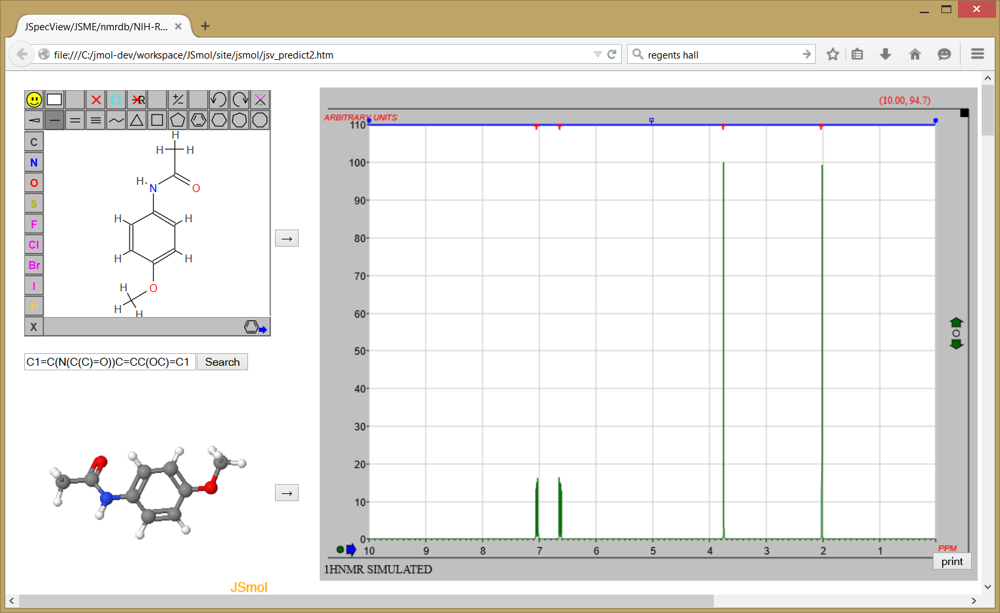 JSpecView/JSME/nmrdb/NIH-R...
file:///C:/jmol-dev/workspace/JSmol/site/jsmol/jsv_predict2.htm
regents hall
R
C
N
O
S
F
Cl
Br
I
P
X
H
H H
H
N O
H H
H H
H O
H H
→
C1=C(N(C(C)=O))C=CC(OC)=C1 Search
→
JSmol
(10.00, 94.7)
ARBITRARY UNITS
110
100
90
80
70
60
50
40
30
20
10
0
10 9 8 7 6 5 4 3 2 1
PPM
print
1HNMR SIMULATED